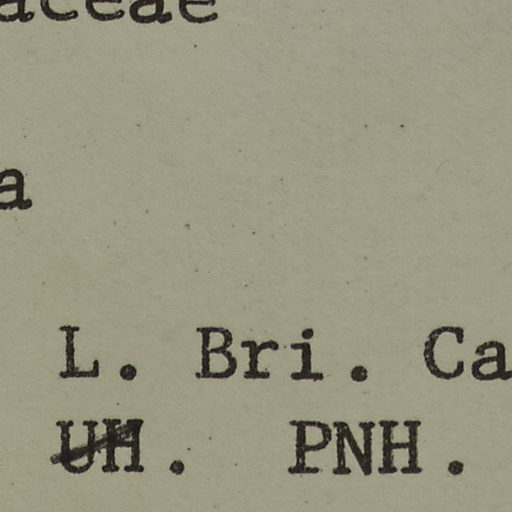 aceae
a
L. Bri. Ca
UH. PNH.